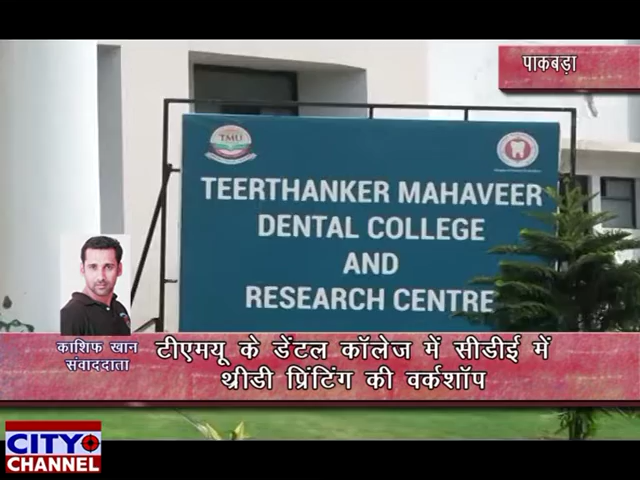 पाकबड़ा
TMU
TEERTHANKER MAHAVEER
DENTAL COLLEGE
AND
RESEARCH CENTRE
काशिफ खान
संवाददाता
टीएमयू के डेंटल कॉलेज में सीडीई में
थ्रीडी प्रिंटिंग की वर्कशॉप
CITY
CHANNEL